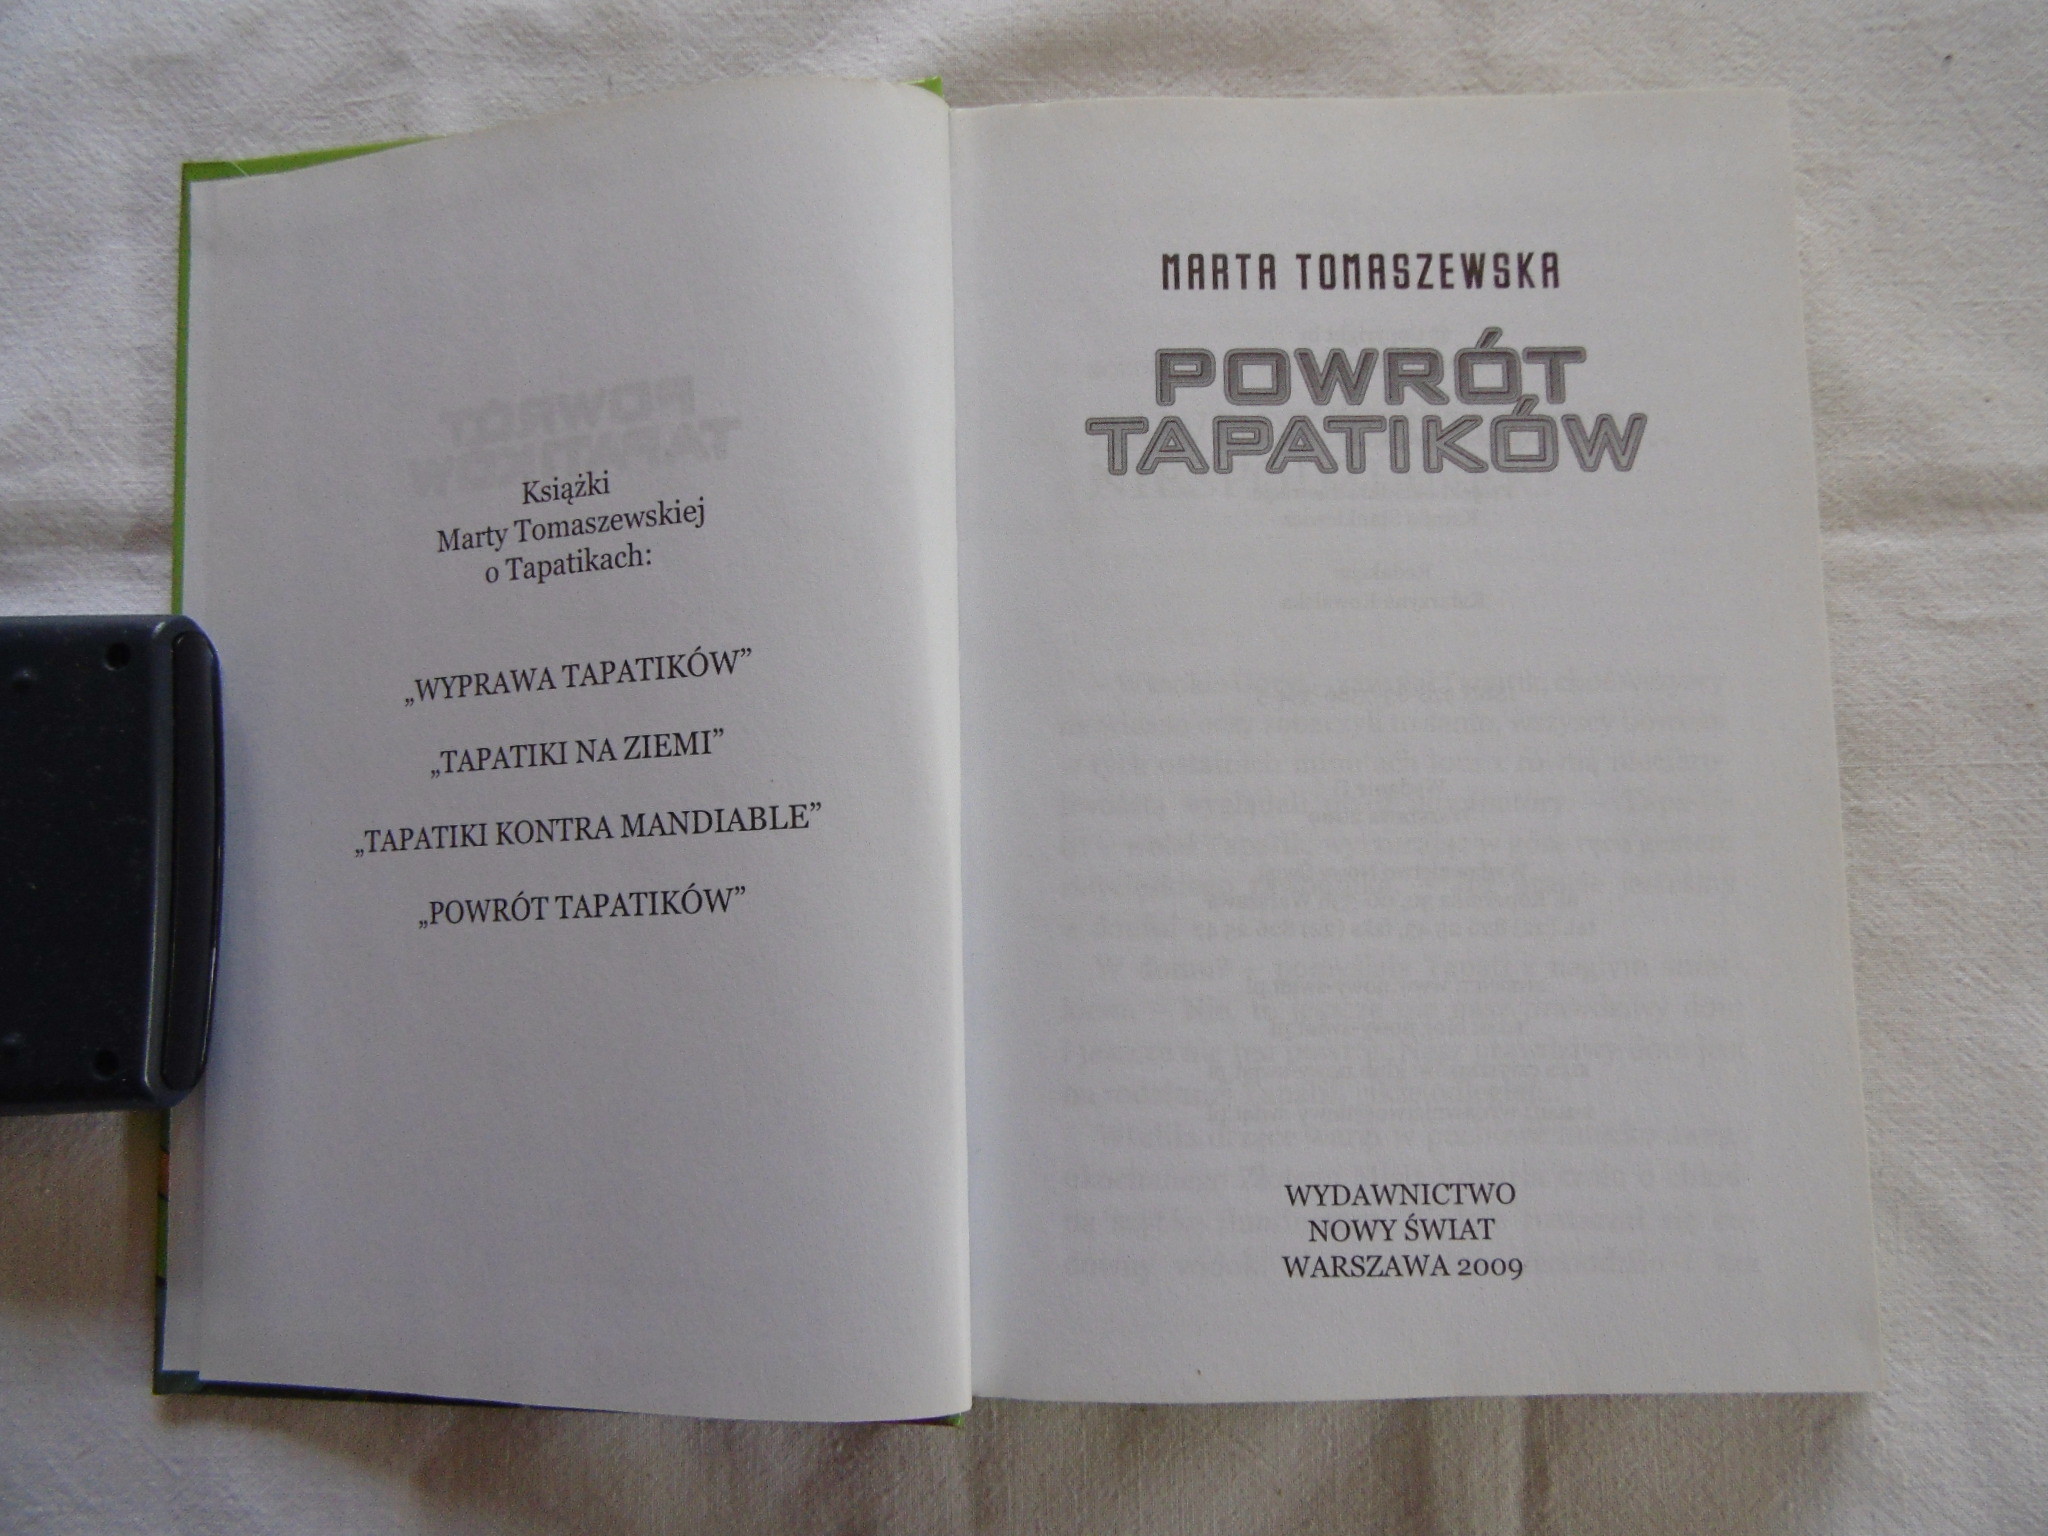 Książki
Marty Tomaszewskiej
o Tapatikach:
„WYPRAWA TAPATIKÓW”
„TAPATIKI NA ZIEMI”
„TAPATIKI KONTRA MANDIABLE”
„POWRÓT TAPATIKÓW”
MARTA TOMASZEWSKA
POWRÓT
TAPATIKÓW
WYDAWNICTWO
NOWY ŚWIAT
WARSZAWA 2009